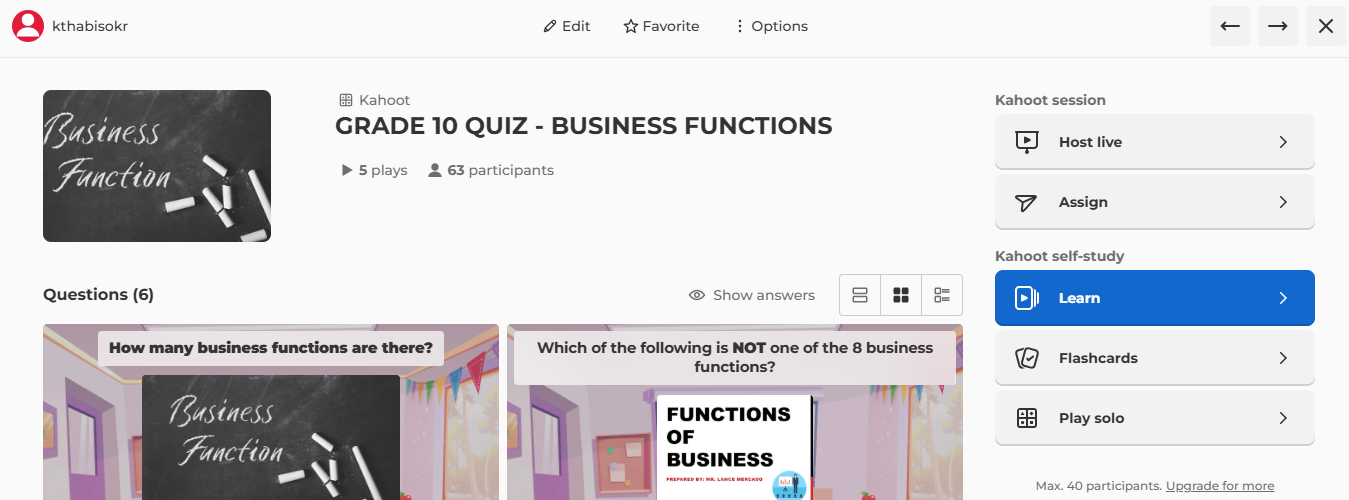 kthabisokr
Edit
Favorite
Options
Business
Function
Kahoot
GRADE 10 QUIZ - BUSINESS FUNCTIONS
5 plays
63 participants
Kahoot session
Host live
Assign
Kahoot self-study
Learn
Flashcards
Play solo
Max. 40 participants. Upgrade for more
Questions (6)
Show answers
How many business functions are there?
Business
Function
Which of the following is NOT one of the 8 business
functions?
FUNCTIONS
OF
BUSINESS
PREPARED BY: MR. LANCE MERCADO